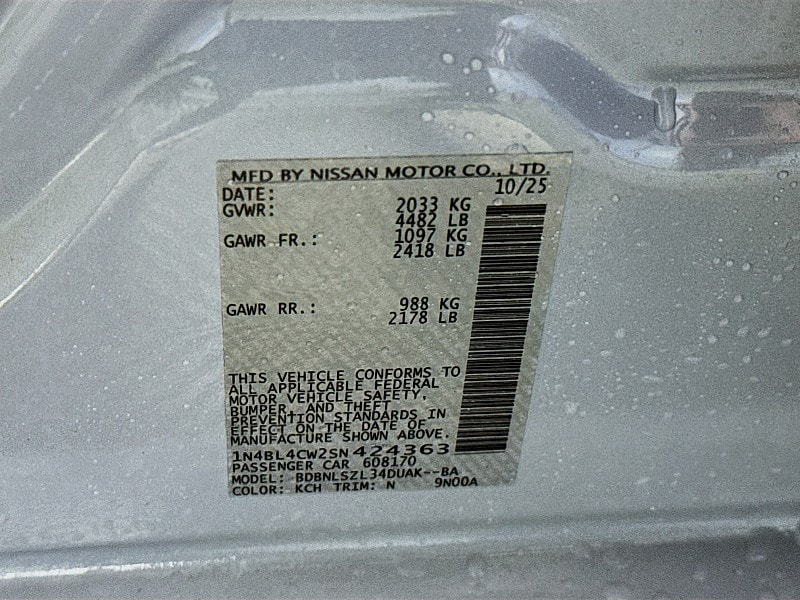 MFD BY NISSAN MOTOR CO., LTD.
DATE: 10/25
GVWR: 2033 KG
4482 LB
GAWR FR.: 1097 KG
2418 LB
GAWR RR.: 988 KG
2178 LB
THIS VEHICLE CONFORMS TO
ALL APPLICABLE FEDERAL
MOTOR VEHICLE SAFETY,
BUMPER, AND THEFT
PREVENTION STANDARDS IN
EFFECT ON THE DATE OF
MANUFACTURE SHOWN ABOVE.
1N4BL4CW2SN424363
PASSENGER CAR 608170
MODEL: BDBNLSZL34DUAK--BA
COLOR: KCH TRIM: N 9N00A